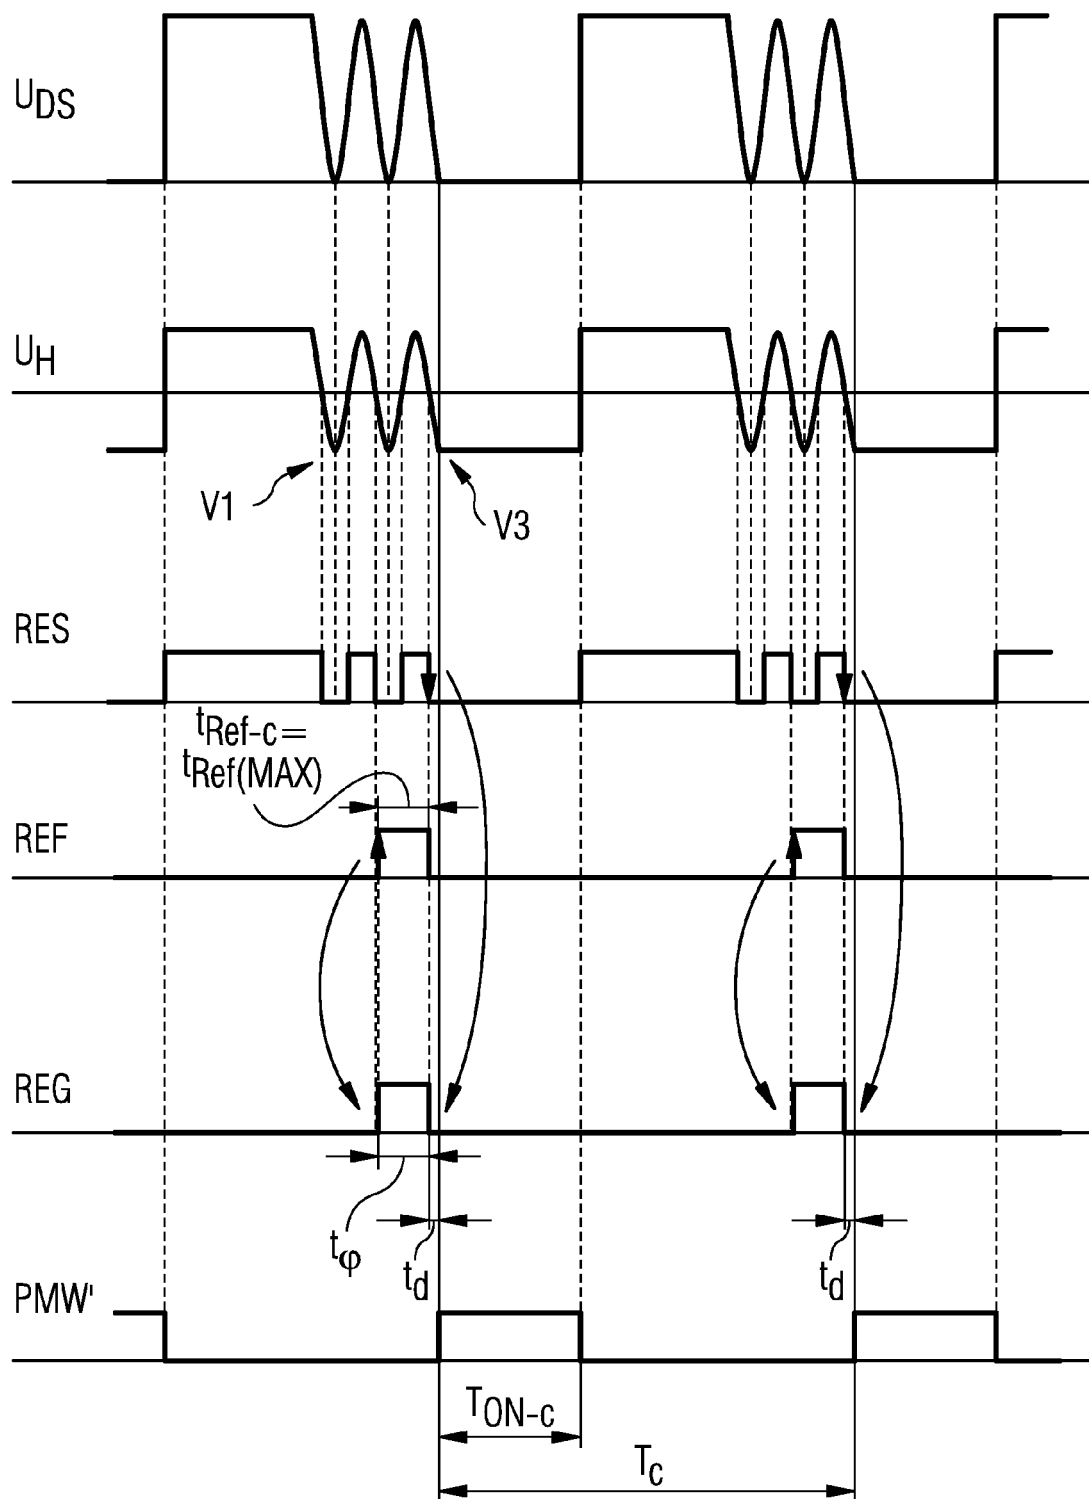 UDS
UH
V1
V3
RES
tRef-c=
tRef(MAX)
REF
REG
tφ
td
td
PMW'
TON-c
Tc